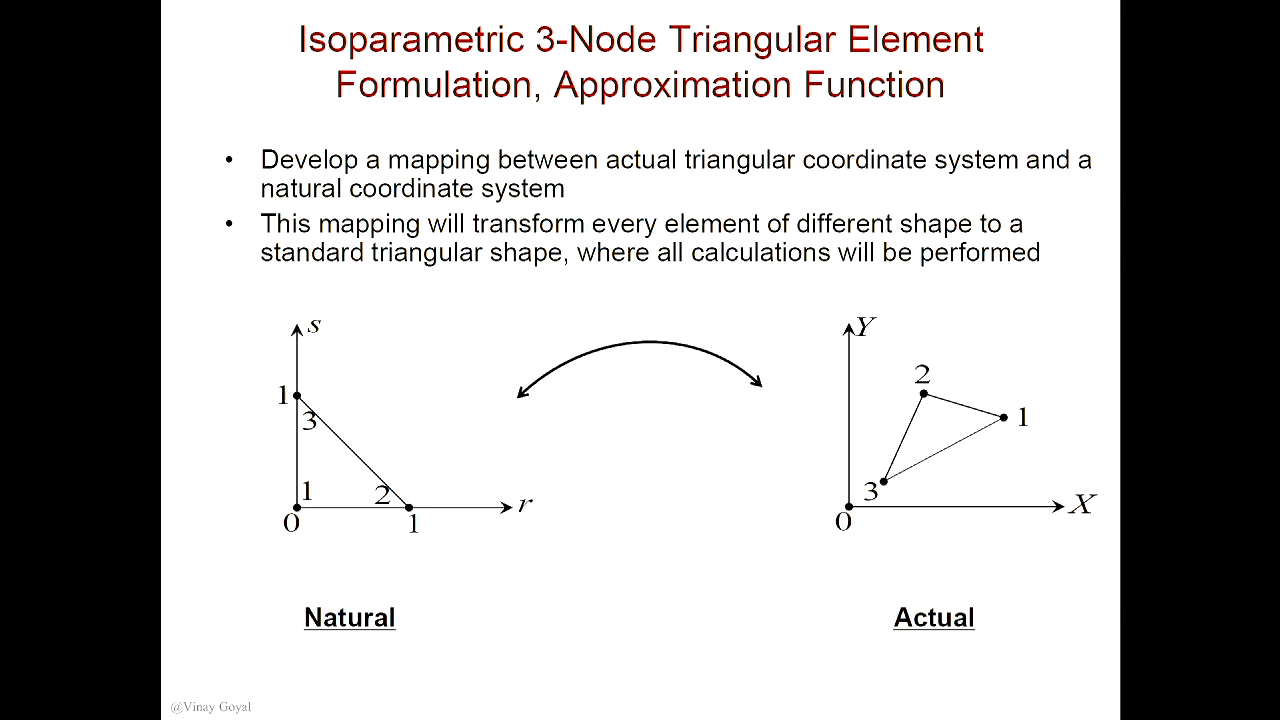 Isoparametric 3-Node Triangular Element
Formulation, Approximation Function
• Develop a mapping between actual triangular coordinate system and a
natural coordinate system
• This mapping will transform every element of different shape to a
standard triangular shape, where all calculations will be performed
s
1
3
1
2
0
1
r
Y
2
1
3
0
X
Natural
Actual
@Vinay Goyal